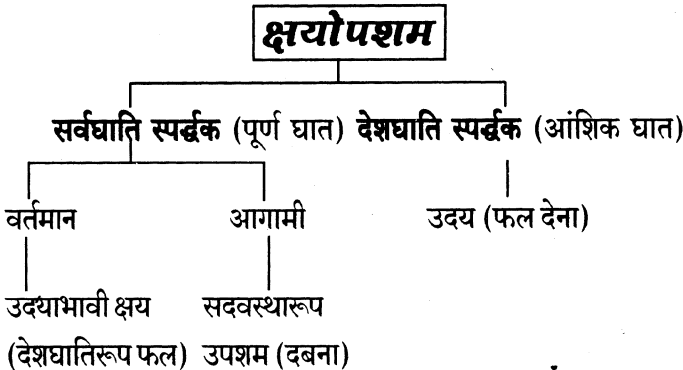 क्षयोपशम
सर्वघाति स्पर्द्धक (पूर्ण घात) देशघाति स्पर्द्धक (आंशिक घात)
वर्तमान आगामी उदय (फल देना)
उदयाभावी क्षय सदवस्थारूप
(देशघातिरूप फल) उपशम (दबना)